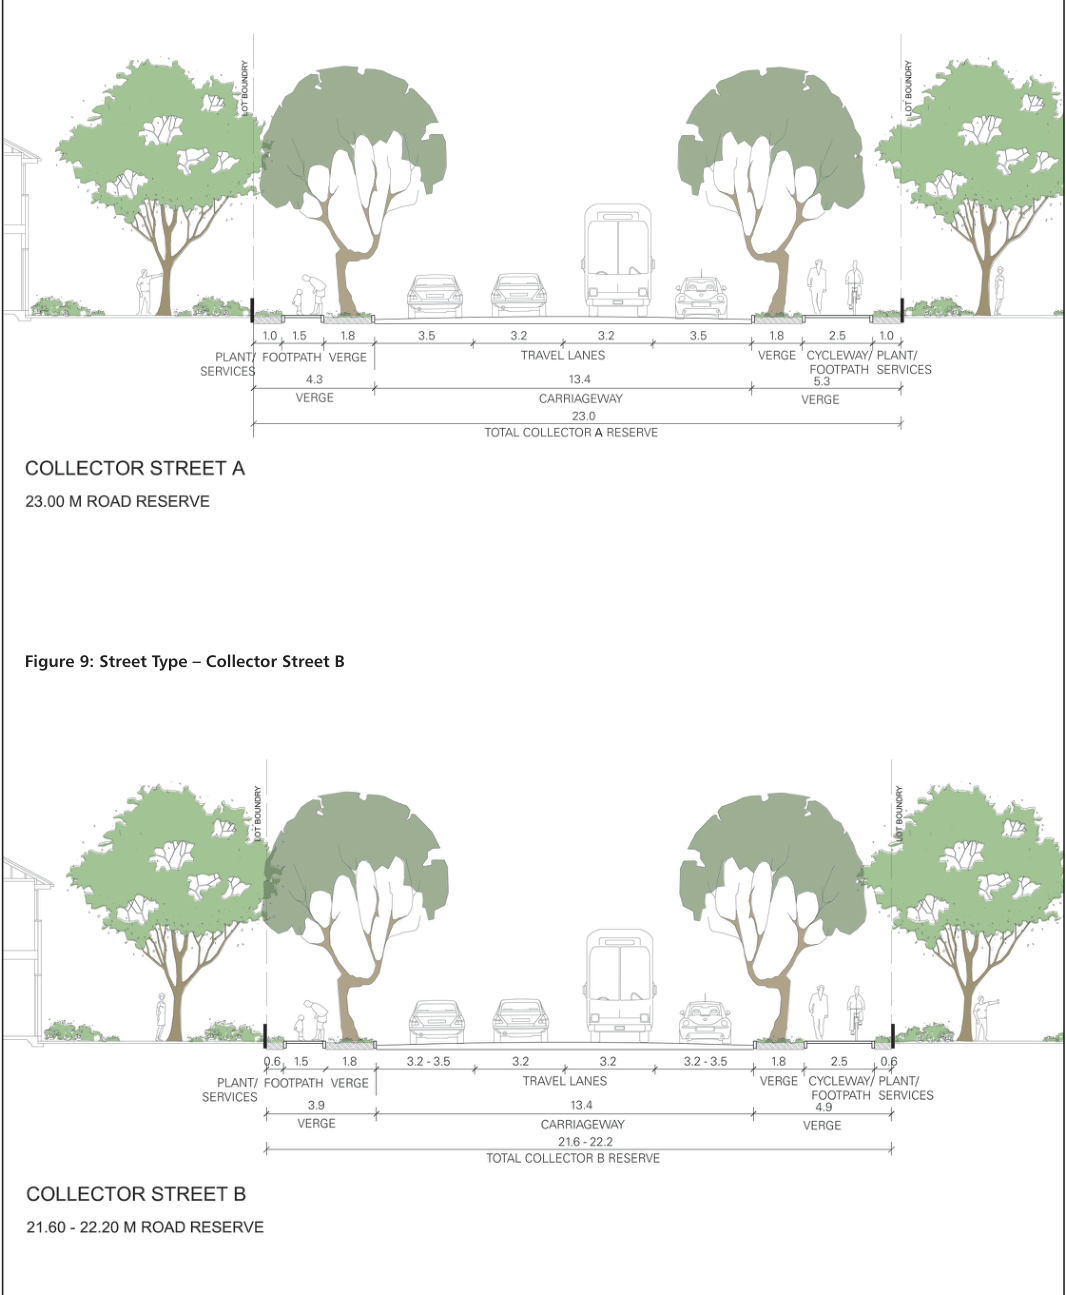 LOT BOUNDRY
LOT BOUNDRY
1.0 1.5 1.8 3.5 3.2 3.2 3.5 1.8 2.5 1.0
PLANT/ FOOTPATH VERGE TRAVEL LANES VERGE CYCLEWAY/ PLANT/
SERVICES FOOTPATH SERVICES
4.3 13.4 5.3
VERGE CARRIAGEWAY VERGE
23.0
TOTAL COLLECTOR A RESERVE
COLLECTOR STREET A
23.00 M ROAD RESERVE
Figure 9: Street Type – Collector Street B
LOT BOUNDRY
LOT BOUNDRY
0.6 1.5 1.8 3.2 - 3.5 3.2 3.2 3.2 - 3.5 1.8 2.5 0.6
PLANT/ FOOTPATH VERGE TRAVEL LANES VERGE CYCLEWAY/ PLANT/
SERVICES FOOTPATH SERVICES
3.9 13.4 4.9
VERGE CARRIAGEWAY VERGE
21.6 - 22.2
TOTAL COLLECTOR B RESERVE
COLLECTOR STREET B
21.60 - 22.20 M ROAD RESERVE